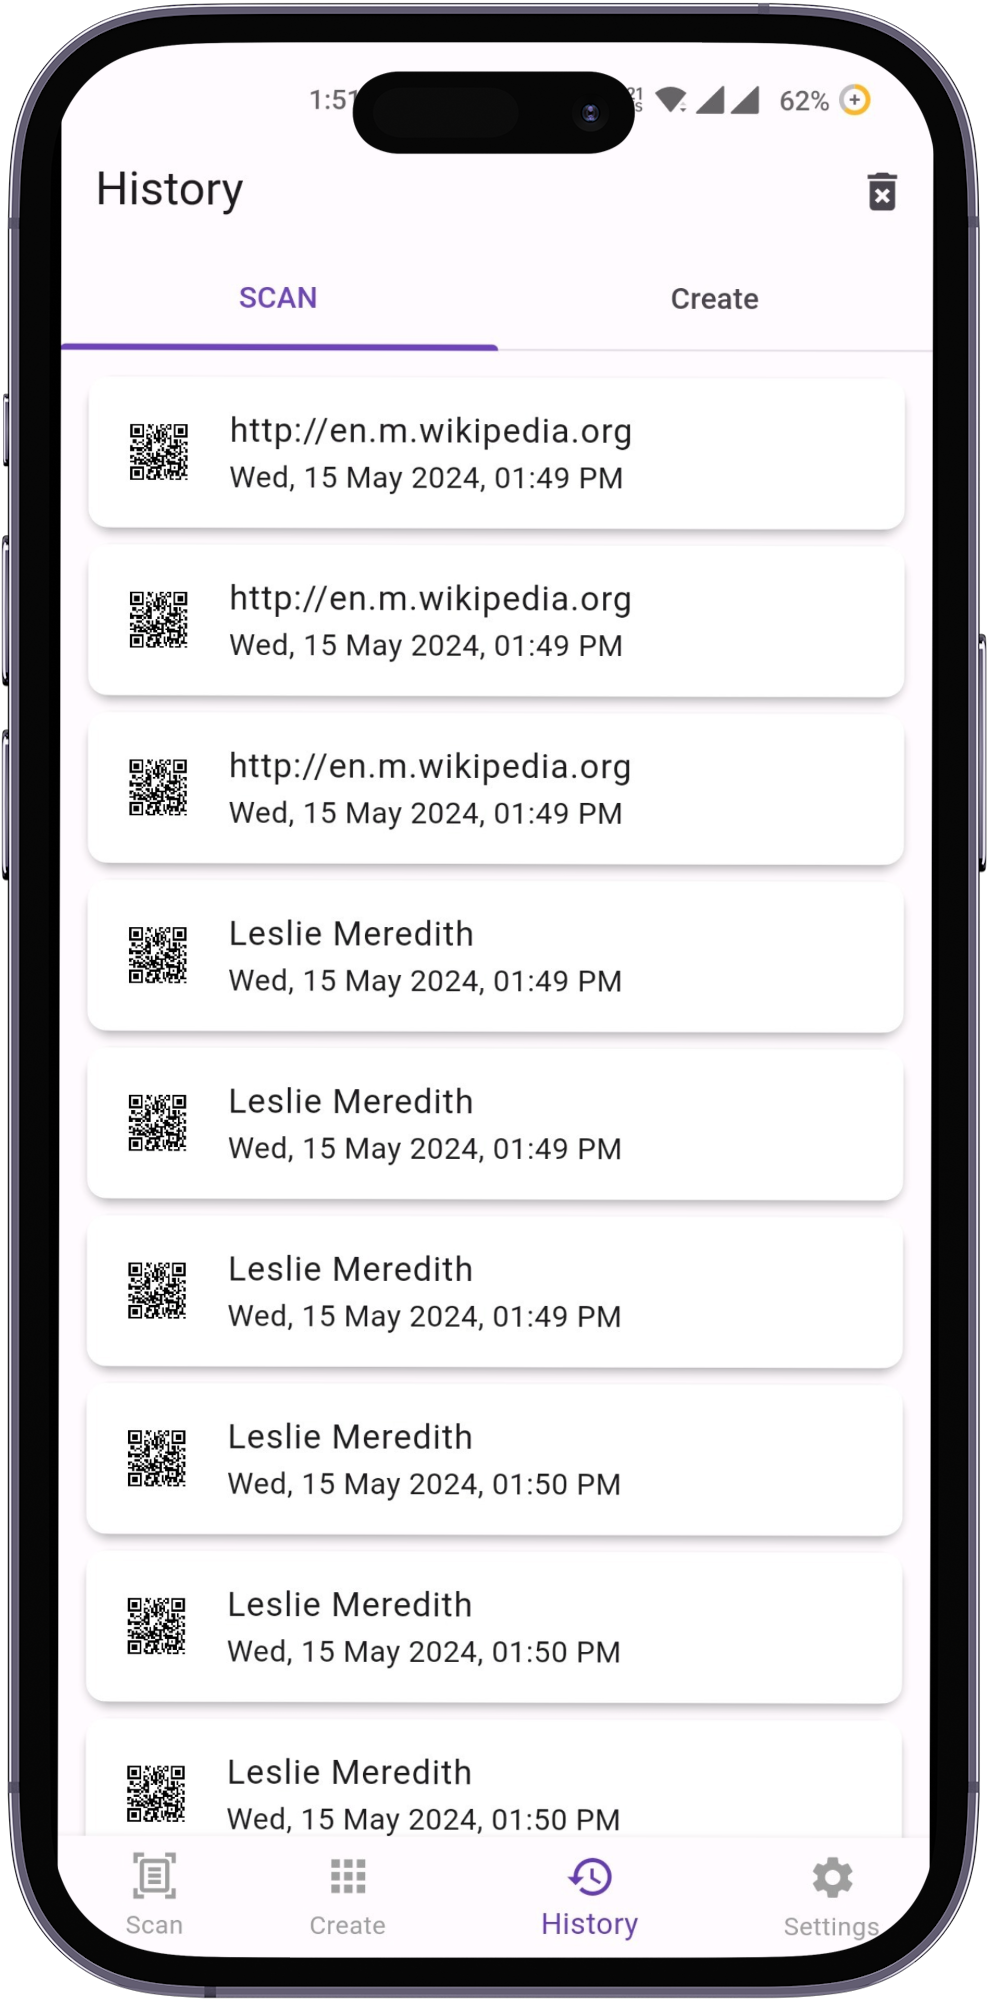 1:51
21
62%
History
SCAN Create
http://en.m.wikipedia.org
Wed, 15 May 2024, 01:49 PM
http://en.m.wikipedia.org
Wed, 15 May 2024, 01:49 PM
http://en.m.wikipedia.org
Wed, 15 May 2024, 01:49 PM
Leslie Meredith
Wed, 15 May 2024, 01:49 PM
Leslie Meredith
Wed, 15 May 2024, 01:49 PM
Leslie Meredith
Wed, 15 May 2024, 01:49 PM
Leslie Meredith
Wed, 15 May 2024, 01:50 PM
Leslie Meredith
Wed, 15 May 2024, 01:50 PM
Leslie Meredith
Wed, 15 May 2024, 01:50 PM
Scan Create History Settings